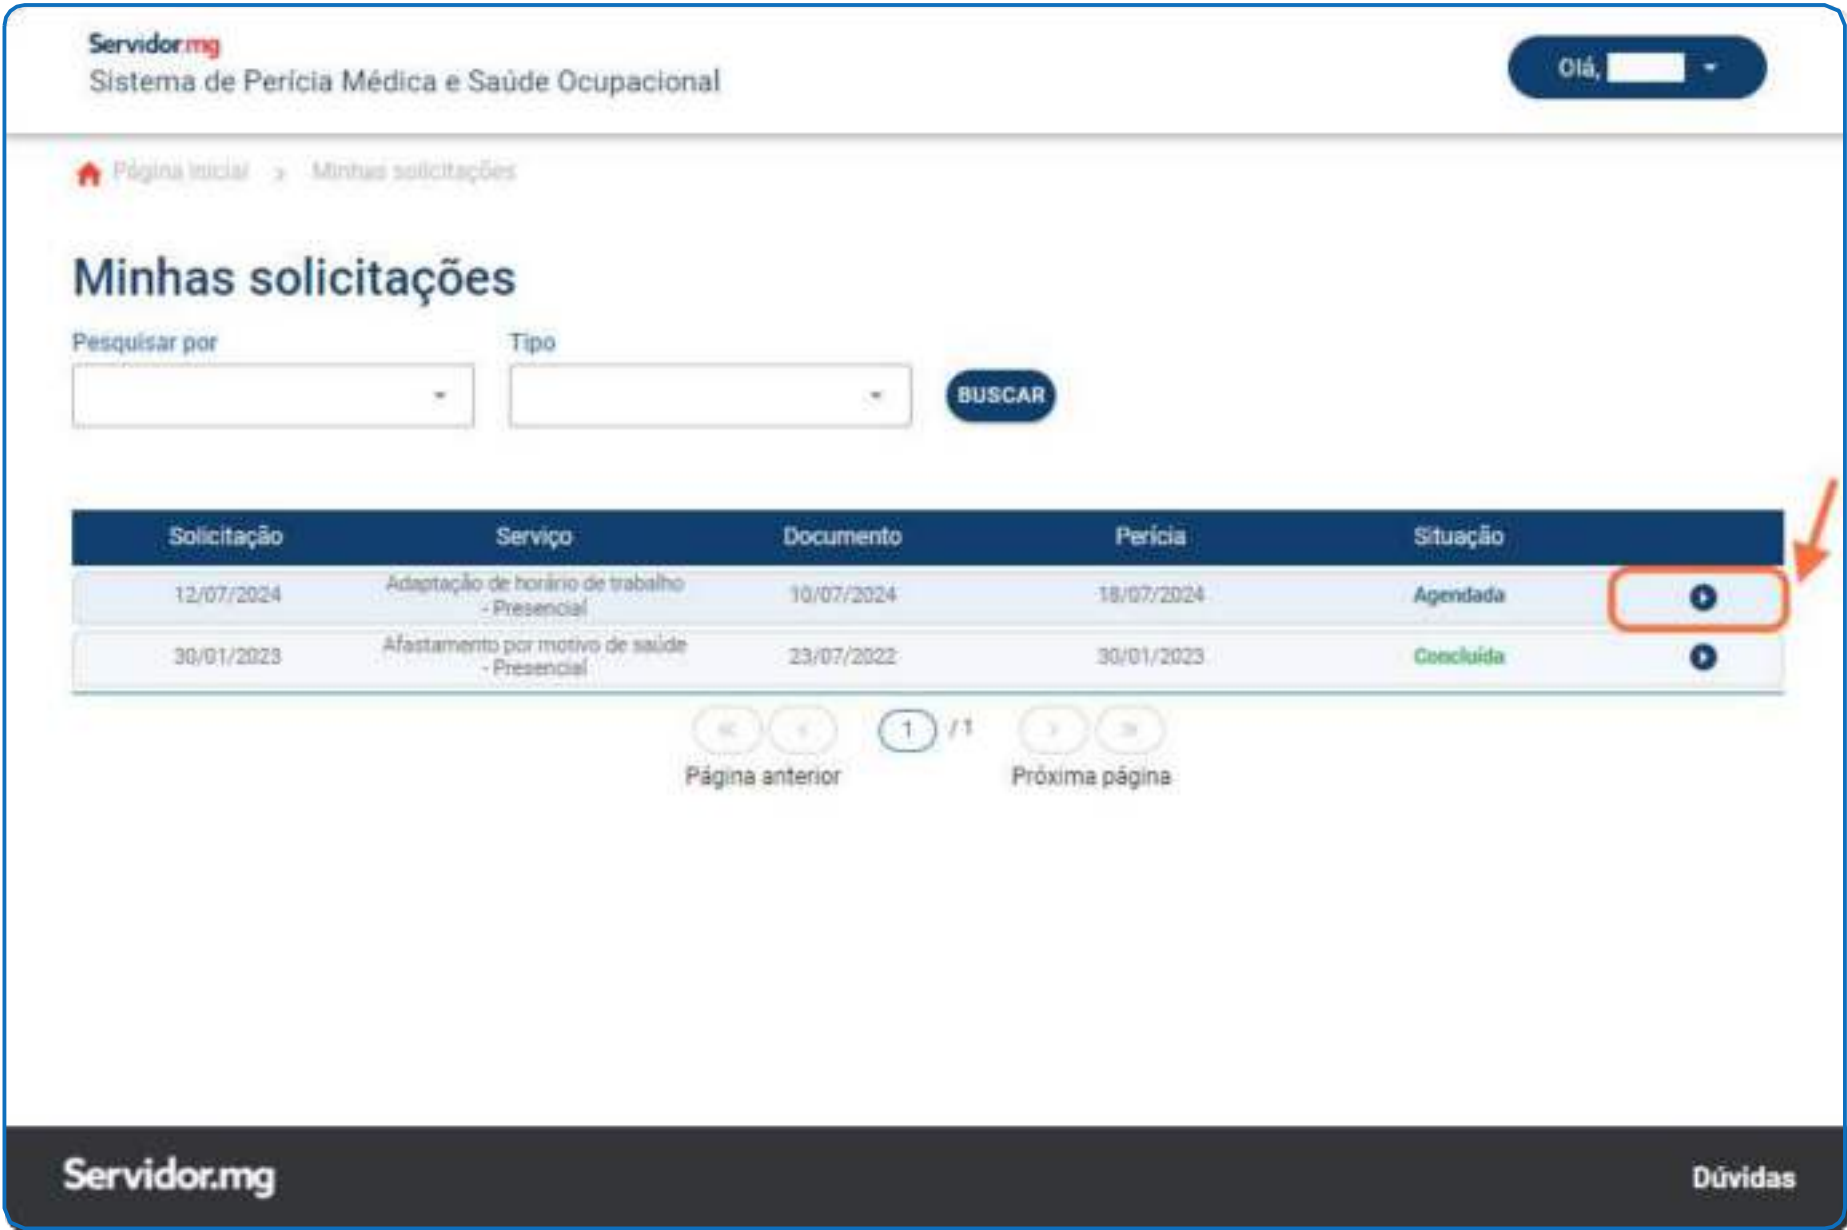 Servidor.mg
Sistema de Perícia Médica e Saúde Ocupacional
Olá,
Página inicial > Minhas solicitações
Minhas solicitações
Pesquisar por Tipo
BUSCAR
Solicitação Serviço Documento Perícia Situação
12/07/2024 Adaptação de horário de trabalho - Presencial 10/07/2024 18/07/2024 Agendada
30/01/2023 Afastamento por motivo de saúde - Presencial 23/07/2022 30/01/2023 Concluída
« ‹ 1 / 1 › »
Página anterior Próxima página
Servidor.mg Dúvidas